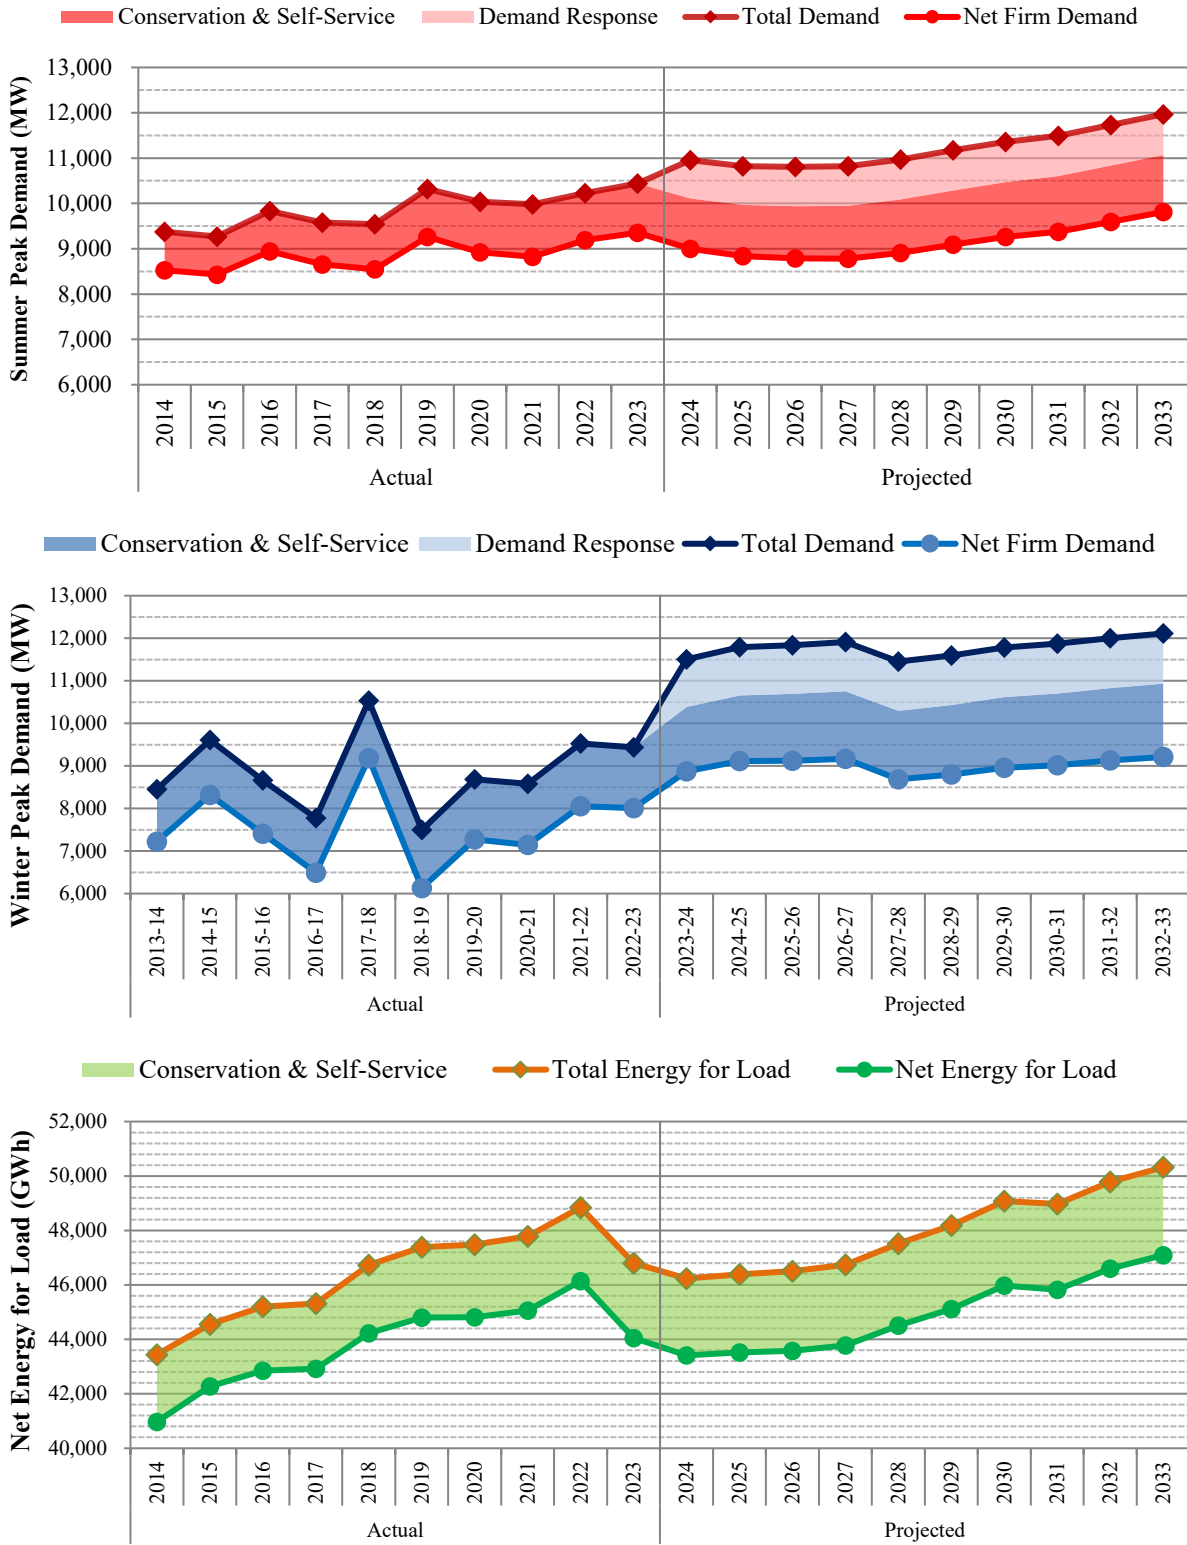 Conservation & Self-Service Demand Response Total Demand Net Firm Demand
Summer Peak Demand (MW)
13,000
12,000
11,000
10,000
9,000
8,000
7,000
6,000
2014 2015 2016 2017 2018 2019 2020 2021 2022 2023 2024 2025 2026 2027 2028 2029 2030 2031 2032 2033
Actual Projected
Conservation & Self-Service Demand Response Total Demand Net Firm Demand
Winter Peak Demand (MW)
13,000
12,000
11,000
10,000
9,000
8,000
7,000
6,000
2013-14 2014-15 2015-16 2016-17 2017-18 2018-19 2019-20 2020-21 2021-22 2022-23 2023-24 2024-25 2025-26 2026-27 2027-28 2028-29 2029-30 2030-31 2031-32 2032-33
Actual Projected
Conservation & Self-Service Total Energy for Load Net Energy for Load
Net Energy for Load (GWh)
52,000
50,000
48,000
46,000
44,000
42,000
40,000
2014 2015 2016 2017 2018 2019 2020 2021 2022 2023 2024 2025 2026 2027 2028 2029 2030 2031 2032 2033
Actual Projected